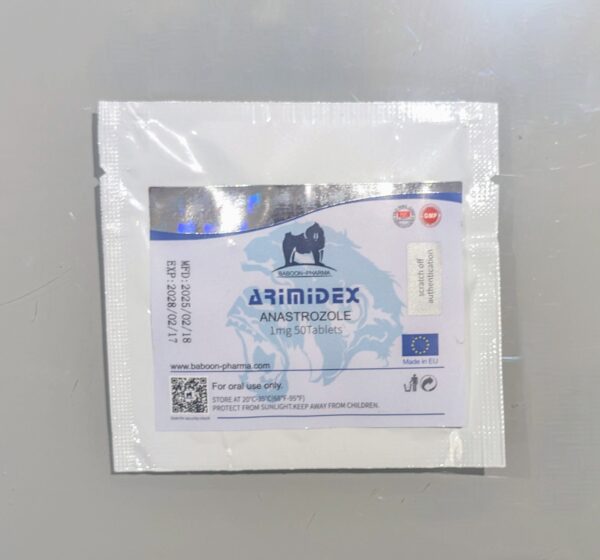 GMP
BABOON-PHARMA
ARiMiDEX
ANASTROZOLE
1mg 50Tablets
MFD:2025/02/18
EXP:2028/02/17
scratch off
authentication
Made in EU
www.baboon-pharma.com
For oral use only.
STORE AT 20°C-35°C(68°F-95°F)
PROTECT FROM SUNLIGHT.KEEP AWAY FROM CHILDREN.